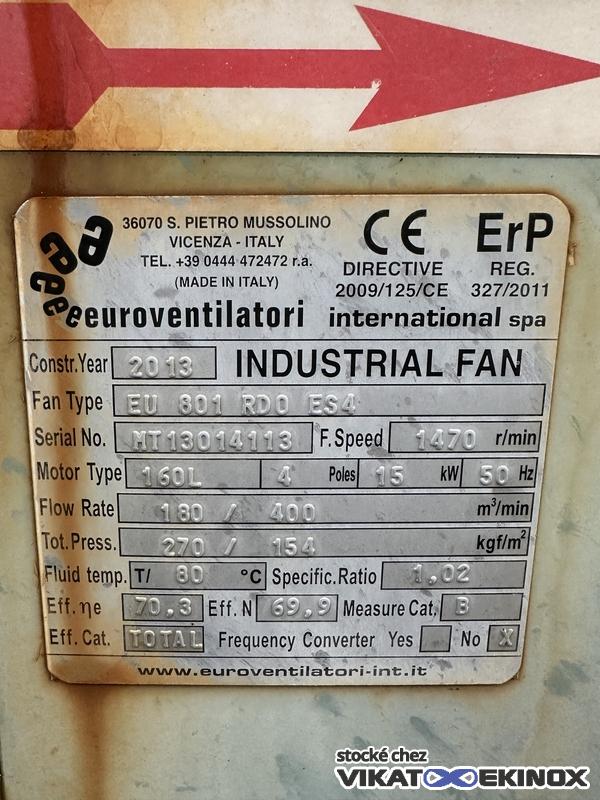 36070 S. PIETRO MUSSOLINO
VICENZA - ITALY
TEL. +39 0444 472472 r.a.
(MADE IN ITALY)
CE ErP
DIRECTIVE REG.
2009/125/CE 327/2011
euroventilatori international spa
Constr.Year 2013 INDUSTRIAL FAN
Fan Type EU 801 RD0 ES4
Serial No. MT13014113 F.Speed 1470 r/min
Motor Type 160L 4 Poles 15 kW 50 Hz
Flow Rate 180 / 400 m³/min
Tot.Press. 270 / 154 kgf/m²
Fluid temp. T/ 80 °C Specific.Ratio 1,02
Eff.ηe 70,3 Eff.N 69,9 Measure Cat. B
Eff.Cat. TOTAL Frequency Converter Yes No X
www.euroventilatori-int.it
stocké chez
VIKATOO EKINOX